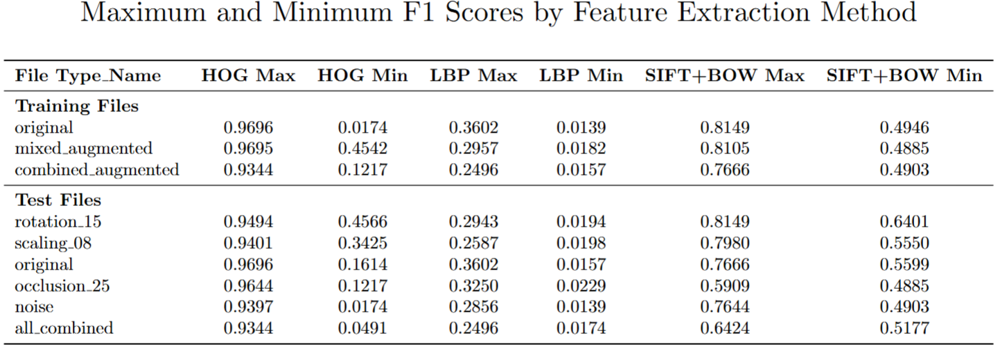 Maximum and Minimum F1 Scores by Feature Extraction Method
File Type_Name HOG Max HOG Min LBP Max LBP Min SIFT+BOW Max SIFT+BOW Min
Training Files
original 0.9696 0.0174 0.3602 0.0139 0.8149 0.4946
mixed_augmented 0.9695 0.4542 0.2957 0.0182 0.8105 0.4885
combined_augmented 0.9344 0.1217 0.2496 0.0157 0.7666 0.4903
Test Files
rotation_15 0.9494 0.4566 0.2943 0.0194 0.8149 0.6401
scaling_08 0.9401 0.3425 0.2587 0.0198 0.7980 0.5550
original 0.9696 0.1614 0.3602 0.0157 0.7666 0.5599
occlusion_25 0.9644 0.1217 0.3250 0.0229 0.5909 0.4885
noise 0.9397 0.0174 0.2856 0.0139 0.7644 0.4903
all_combined 0.9344 0.0491 0.2496 0.0174 0.6424 0.5177